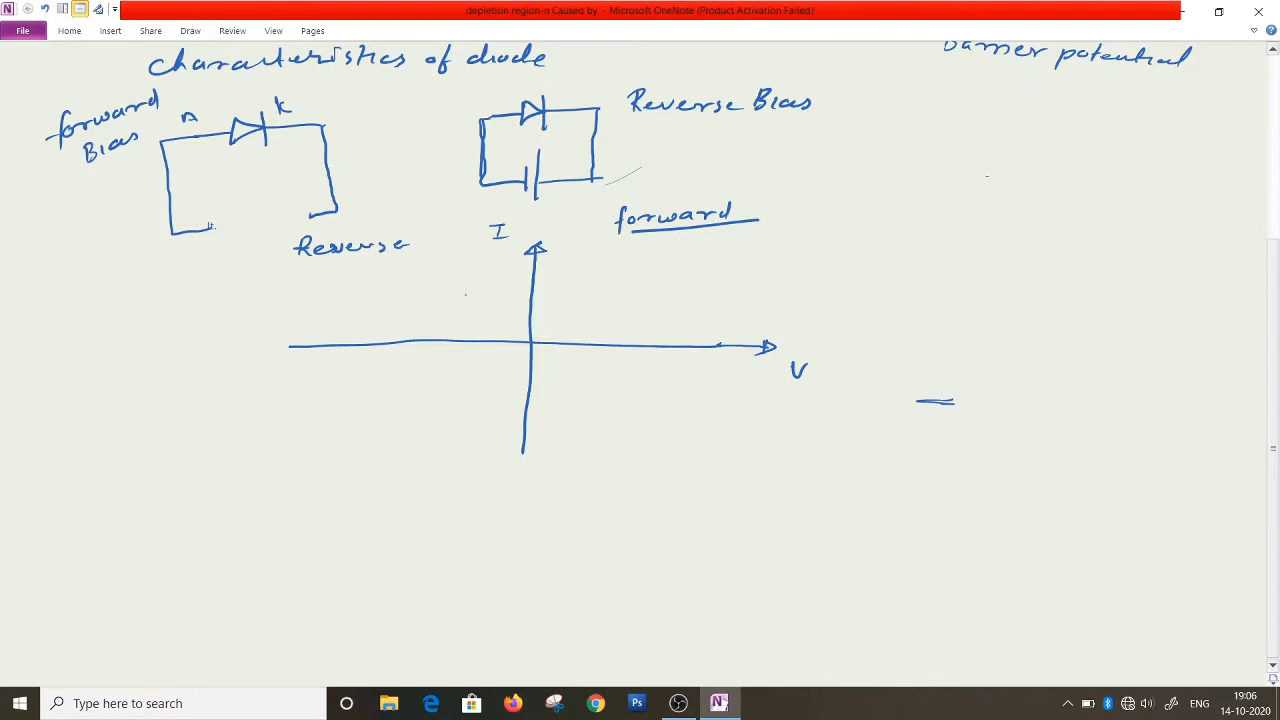 depletion region-n Caused by. - Microsoft OneNote (Product Activation Failed)
File Home Insert Share Draw Review View Pages
characteristics of diode
barrier potential
forward
Bias
A
K
Reverse Bias
forward
Reverse
I
V
Type here to search
Ps
N
ENG
19:06
14-10-2020